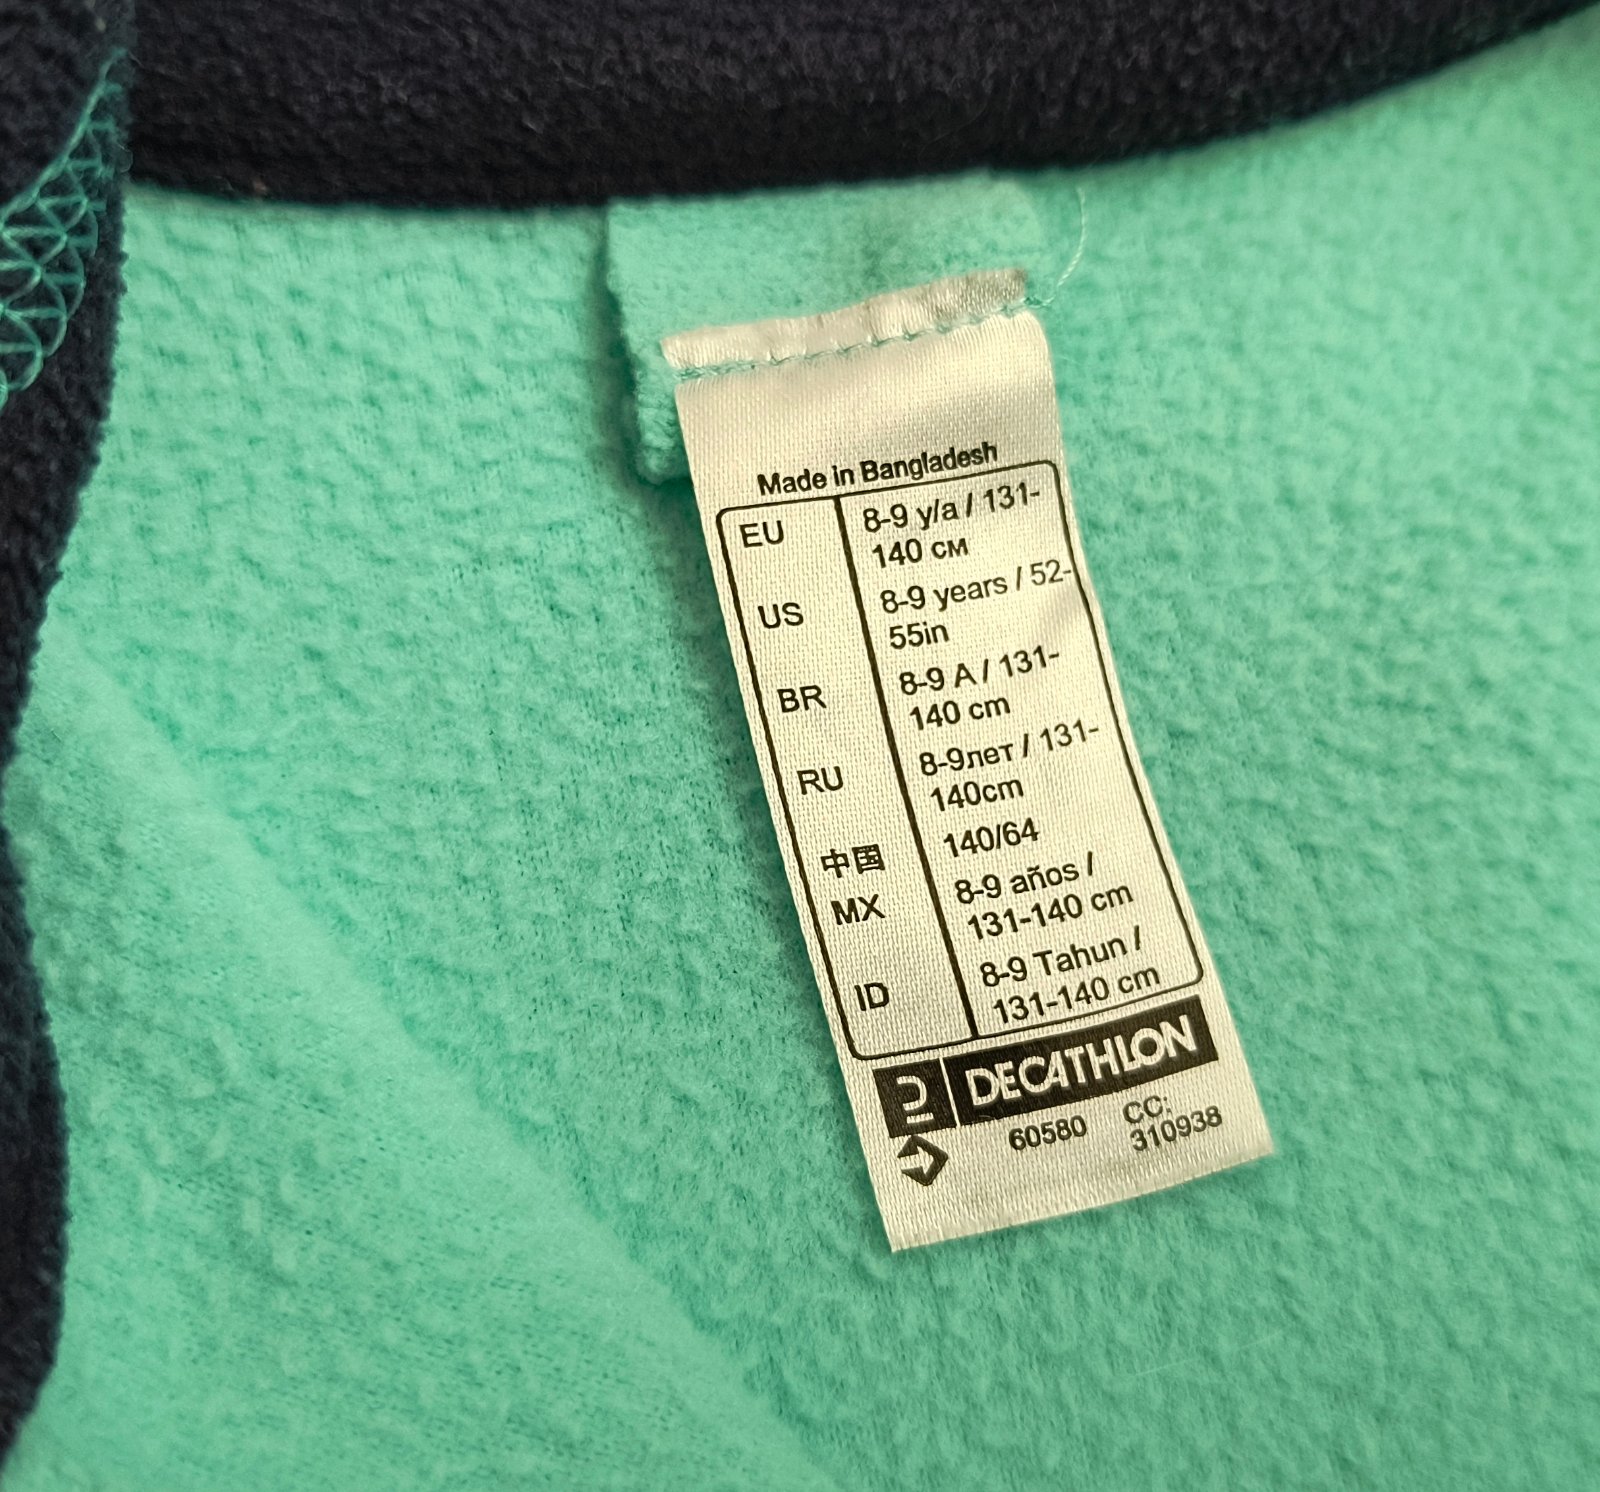 Made in Bangladesh
EU 8-9 y/a / 131-
140 см
US 8-9 years / 52-
55in
BR 8-9 A / 131-
140 cm
RU 8-9лет / 131-
140cm
中国 140/64
MX 8-9 años /
131-140 cm
ID 8-9 Tahun /
131-140 cm
DECATHLON
60580 CC:
310938